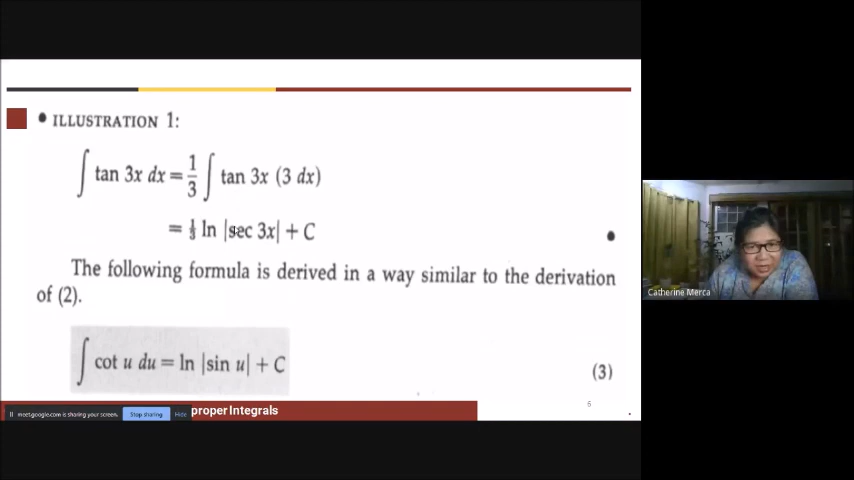 • ILLUSTRATION 1:
∫ tan 3x dx = 1/3 ∫ tan 3x (3 dx)
= 1/3 ln |sec 3x| + C
The following formula is derived in a way similar to the derivation
of (2).
∫ cot u du = ln |sin u| + C
(3)
5
meet.google.com is sharing your screen. Stop sharing Hide
proper Integrals
Catherine Merca